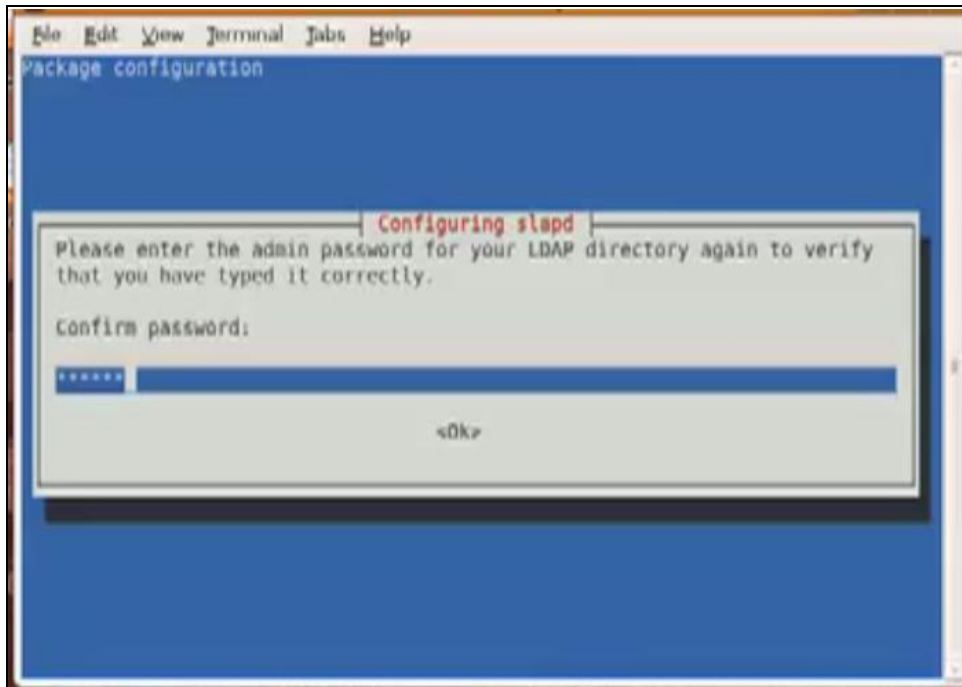 File Edit View Terminal Tabs Help
Package configuration
Configuring slapd
Please enter the admin password for your LDAP directory again to verify
that you have typed it correctly.
Confirm password:
******
<Ok>